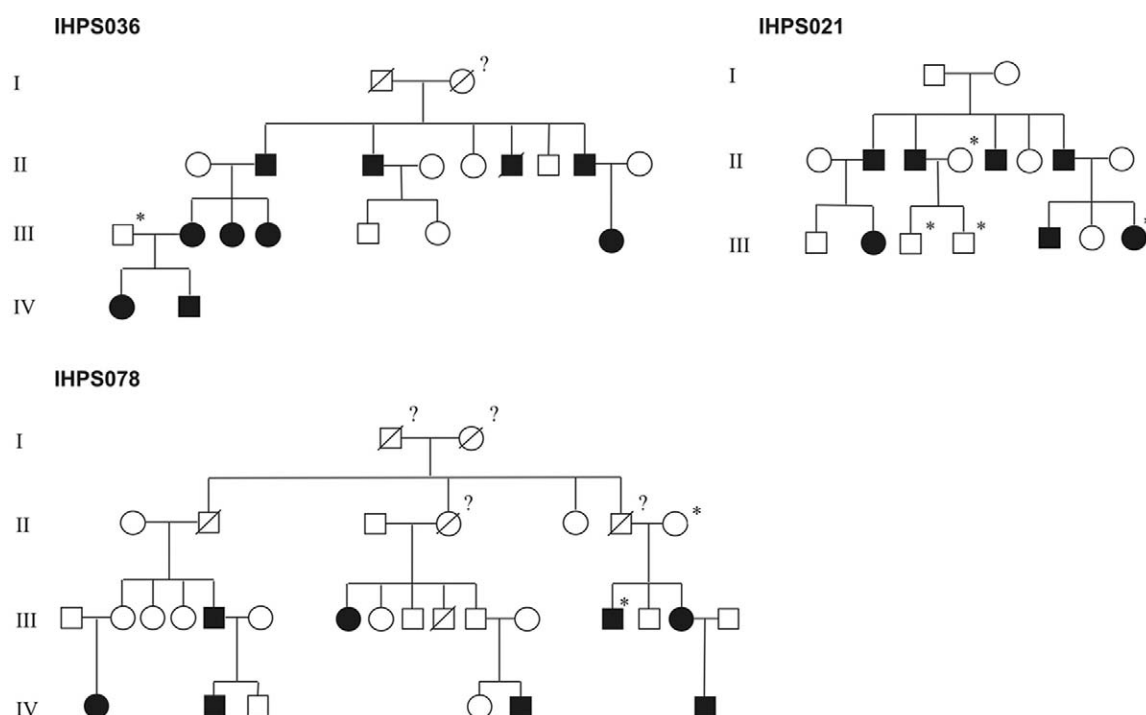 IHPS036
IHPS021
I
?
I
II
*
II
III
*
III
* *
*
IV
IHPS078
I
? ?
II
? ? *
III
*
IV